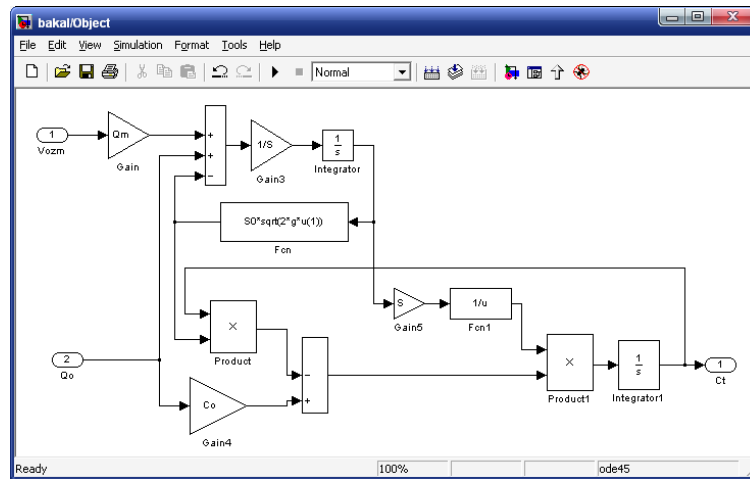 bakal/Object
File Edit View Simulation Format Tools Help
Normal
1
Vozm
Qm
Gain
+
+
−
1/S
Gain3
1
s
Integrator
S0*sqrt(2*g*u(1))
Fcn
S
Gain5
1/u
Fcn1
×
Product
2
Qo
Co
Gain4
−
+
×
Product1
1
s
Integrator1
1
Ct
Ready 100% ode45